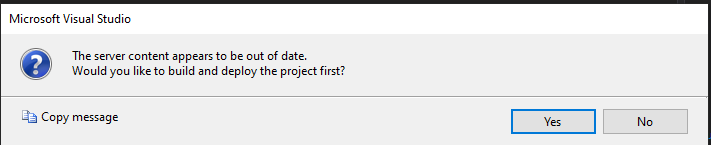 Microsoft Visual Studio
The server content appears to be out of date.
Would you like to build and deploy the project first?
Copy message
Yes
No